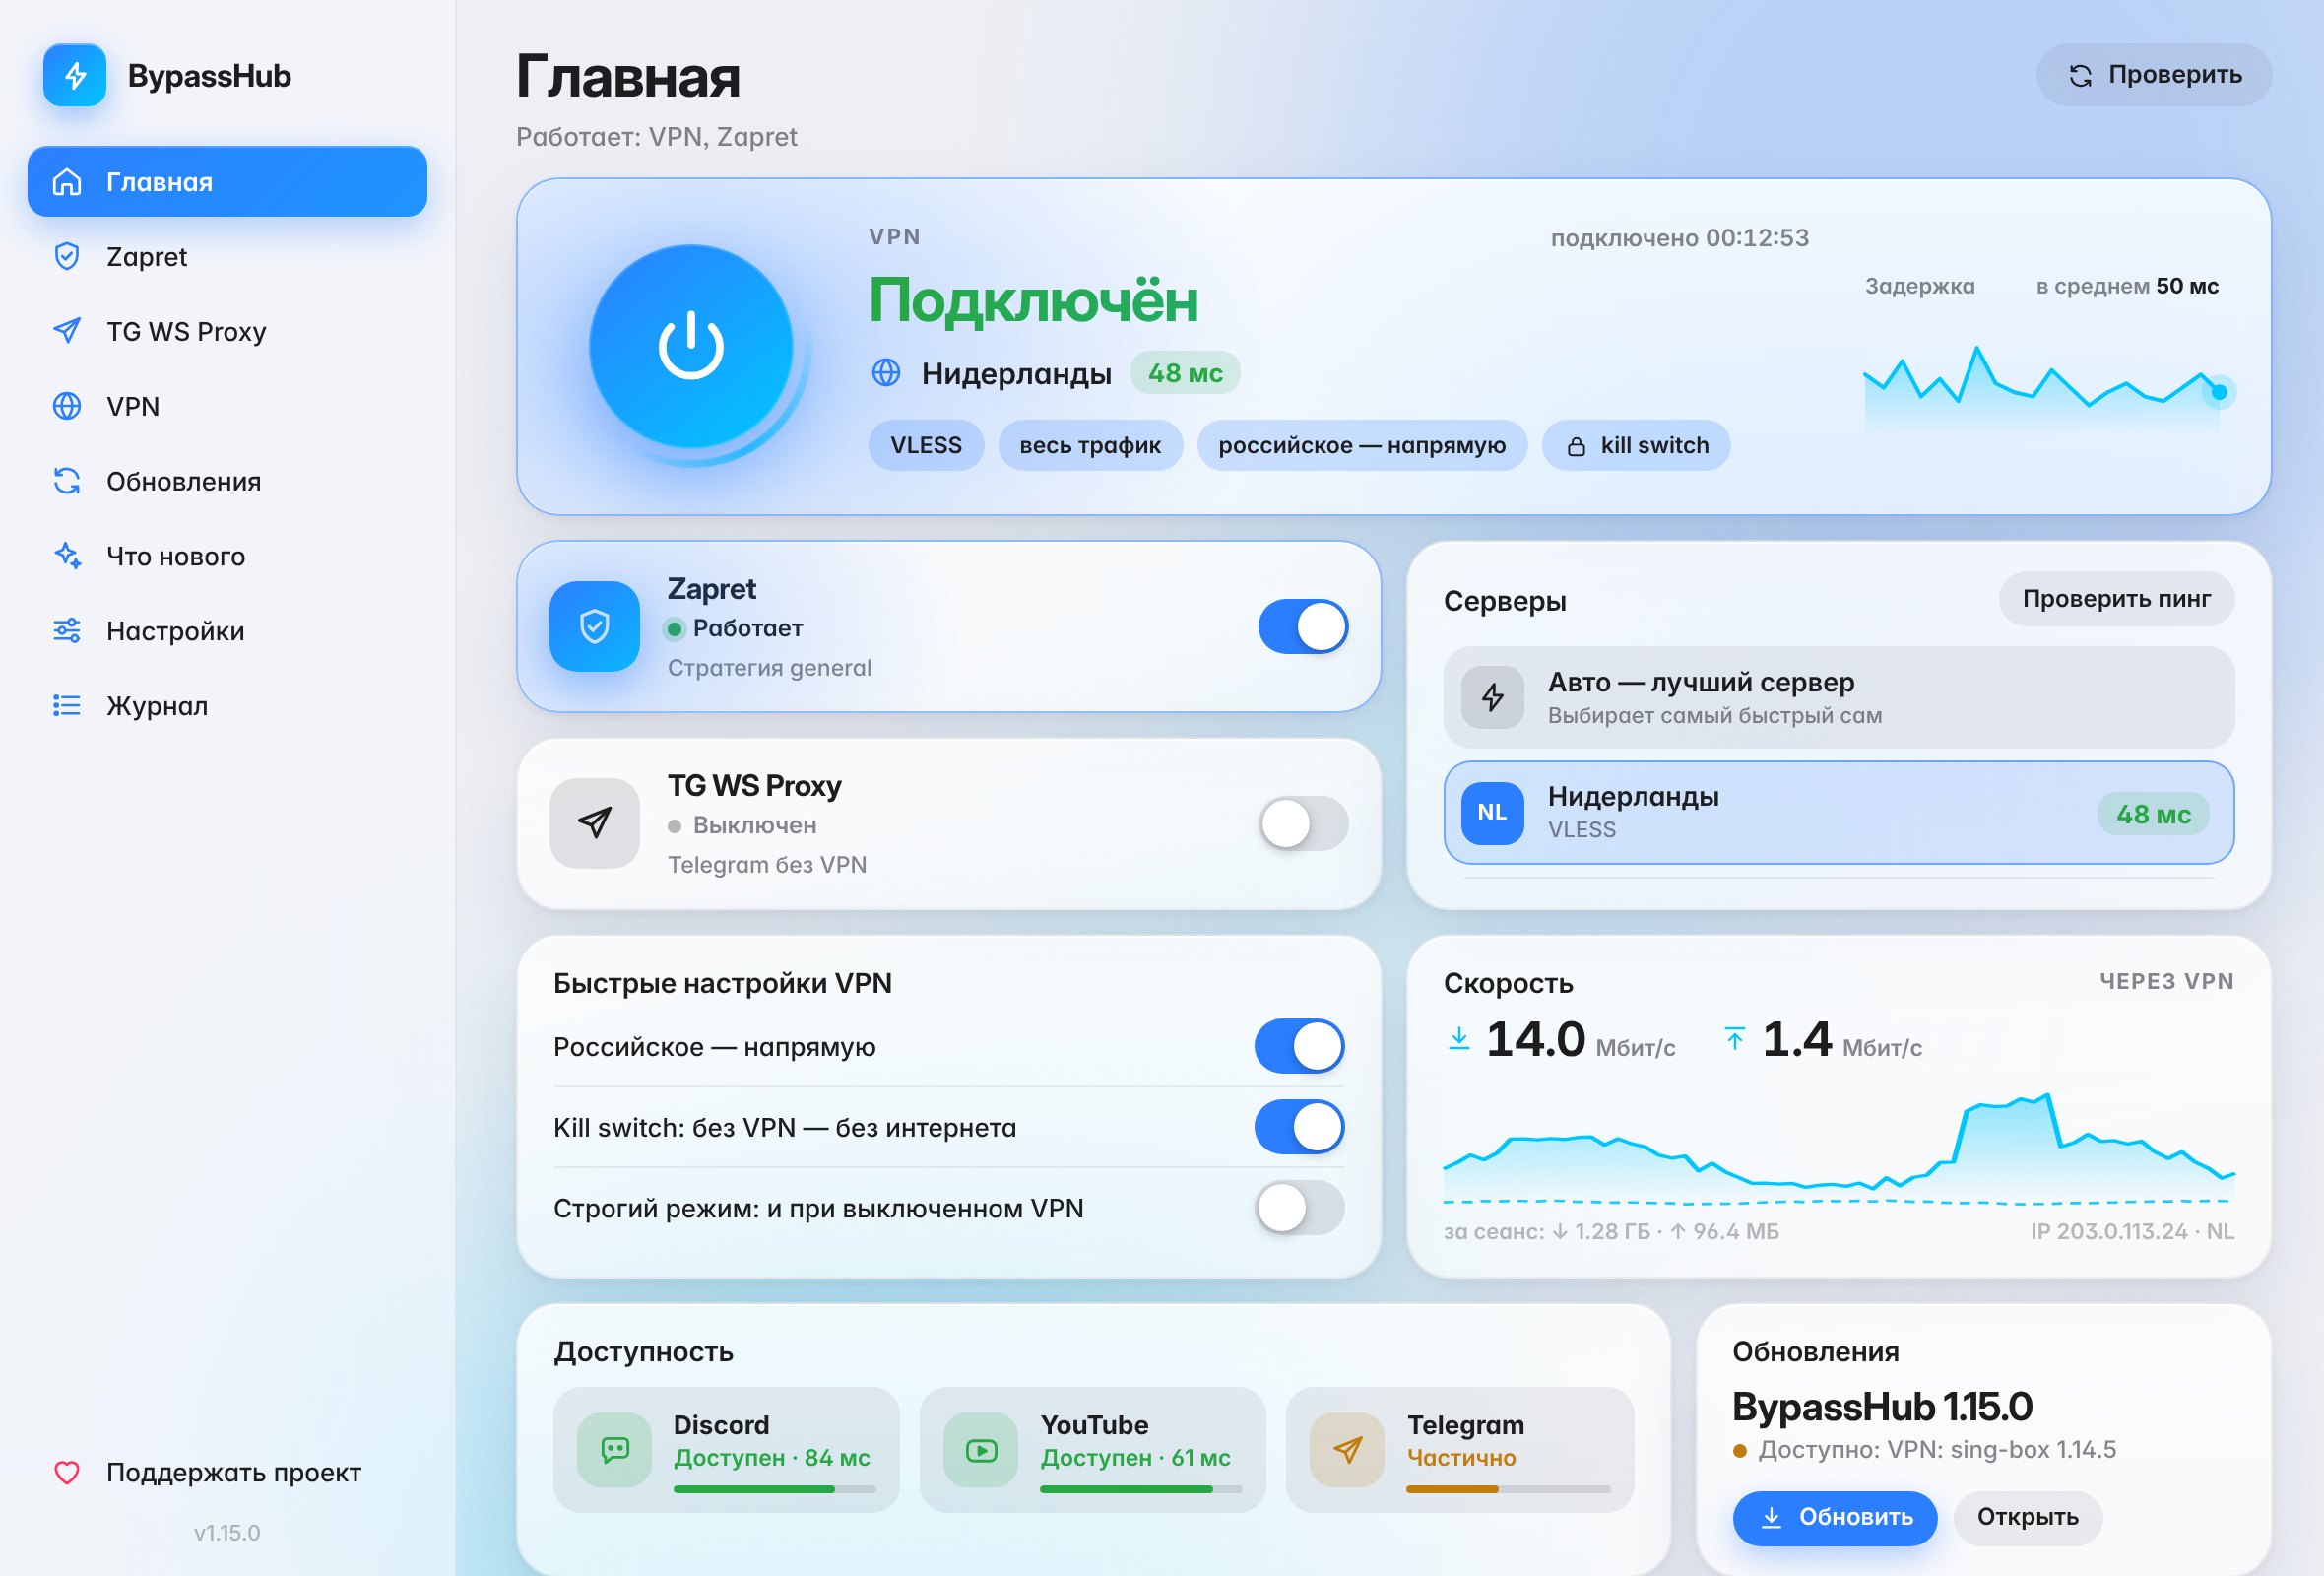 BypassHub
Главная
Zapret
TG WS Proxy
VPN
Обновления
Что нового
Настройки
Журнал
Поддержать проект
v1.15.0
Главная
Работает: VPN, Zapret
Проверить
VPN
подключено 00:12:53
Подключён
Нидерланды 48 мс
VLESS весь трафик российское — напрямую kill switch
Задержка в среднем 50 мс
Zapret
Работает
Стратегия general
TG WS Proxy
Выключен
Telegram без VPN
Серверы
Проверить пинг
Авто — лучший сервер
Выбирает самый быстрый сам
NL
Нидерланды
VLESS
48 мс
Быстрые настройки VPN
Российское — напрямую
Kill switch: без VPN — без интернета
Строгий режим: и при выключенном VPN
Скорость
ЧЕРЕЗ VPN
14.0 Мбит/с 1.4 Мбит/с
за сеанс: ↓ 1.28 ГБ · ↑ 96.4 МБ
IP 203.0.113.24 · NL
Доступность
Discord
Доступен · 84 мс
YouTube
Доступен · 61 мс
Telegram
Частично
Обновления
BypassHub 1.15.0
Доступно: VPN: sing-box 1.14.5
Обновить
Открыть